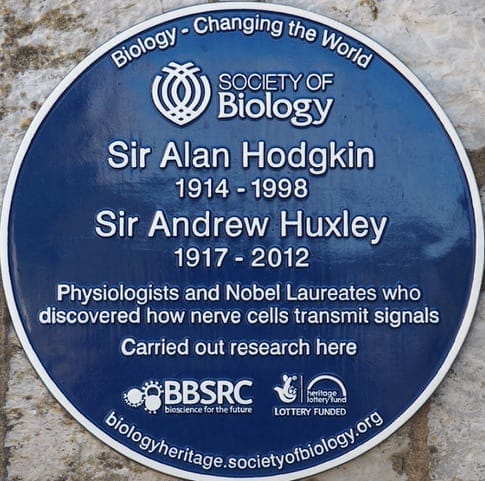 Biology - Changing the World
SOCIETY OF
Biology
Sir Alan Hodgkin
1914 - 1998
Sir Andrew Huxley
1917 - 2012
Physiologists and Nobel Laureates who
discovered how nerve cells transmit signals
Carried out research here
BBSRC
bioscience for the future
heritage
lottery fund
LOTTERY FUNDED
biologyheritage.societyofbiology.org